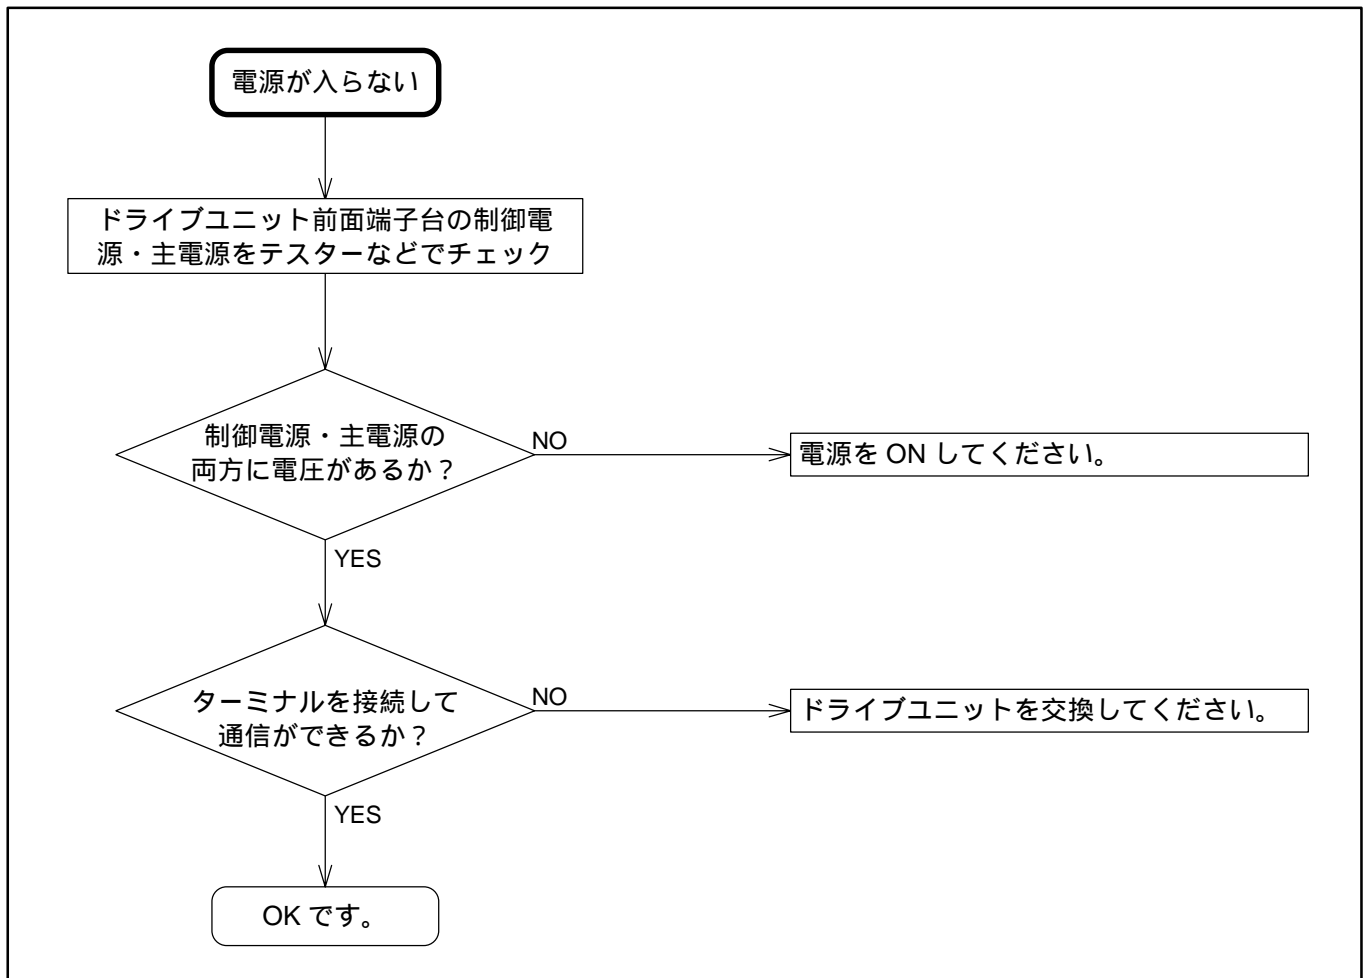 電源が入らない
ドライブユニット前面端子台の制御電
源・主電源をテスターなどでチェック
制御電源・主電源の
両方に電圧があるか？
NO
電源を ON してください。
YES
ターミナルを接続して
通信ができるか？
NO
ドライブユニットを交換してください。
YES
OK です。